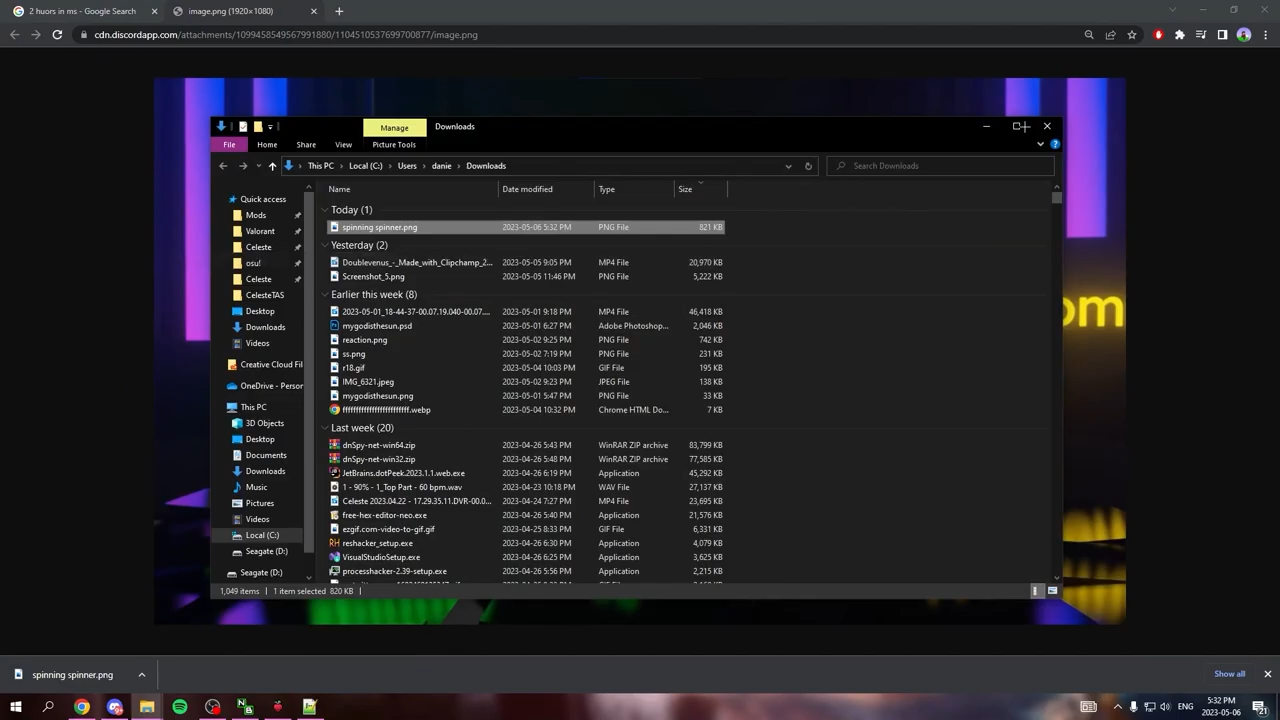 2 huors in ms - Google Search
image.png (1920×1080)
cdn.discordapp.com/attachments/1099458549567991880/1104510537699700877/image.png
Manage
Downloads
File
Home
Share
View
Picture Tools
This PC > Local (C:) > Users > danie > Downloads
Search Downloads
Name Date modified Type Size
Quick access
Mods
Valorant
Celeste
osu!
Celeste
CelesteTAS
Desktop
Downloads
Videos
Creative Cloud Fil
OneDrive - Person
This PC
3D Objects
Desktop
Documents
Downloads
Music
Pictures
Videos
Local (C:)
Seagate (D:)
Seagate (D:)
Today (1)
spinning spinner.png 2023-05-06 5:32 PM PNG File 821 KB
Yesterday (2)
Doublevenus_-_Made_with_Clipchamp_2... 2023-05-05 9:05 PM MP4 File 20,970 KB
Screenshot_5.png 2023-05-05 11:46 PM PNG File 5,222 KB
Earlier this week (8)
2023-05-01_18-44-37-00.07.19.040-00.07.... 2023-05-01 9:18 PM MP4 File 46,418 KB
mygodisthesun.psd 2023-05-01 6:27 PM Adobe Photoshop... 2,046 KB
reaction.png 2023-05-02 9:25 PM PNG File 742 KB
ss.png 2023-05-02 7:19 PM PNG File 231 KB
r18.gif 2023-05-04 10:03 PM GIF File 195 KB
IMG_6321.jpeg 2023-05-02 9:23 PM JPEG File 138 KB
mygodisthesun.png 2023-05-01 5:47 PM PNG File 33 KB
2023-05-04 10:32 PM Chrome HTML Do... 7 KB
Last week (20)
dnSpy-net-win64.zip 2023-04-26 5:43 PM WinRAR ZIP archive 83,799 KB
dnSpy-net-win32.zip 2023-04-26 5:48 PM WinRAR ZIP archive 77,585 KB
JetBrains.dotPeek.2023.1.1.web.exe 2023-04-26 6:19 PM Application 45,292 KB
1 - 90% - 1_Top Part - 60 bpm.wav 2023-04-23 10:18 PM WAV File 27,137 KB
Celeste 2023.04.22 - 17.29.35.11.DVR-00.0... 2023-04-24 7:27 PM MP4 File 23,695 KB
free-hex-editor-neo.exe 2023-04-26 5:40 PM Application 21,576 KB
ezgif.com-video-to-gif.gif 2023-04-25 8:33 PM GIF File 6,331 KB
reshacker_setup.exe 2023-04-26 6:30 PM Application 4,079 KB
VisualStudioSetup.exe 2023-04-26 6:25 PM Application 3,625 KB
processhacker-2.39-setup.exe 2023-04-26 5:56 PM Application 2,215 KB
1,049 items
1 item selected 820 KB
om
spinning spinner.png
Show all
ENG
5:32 PM
2023-05-06